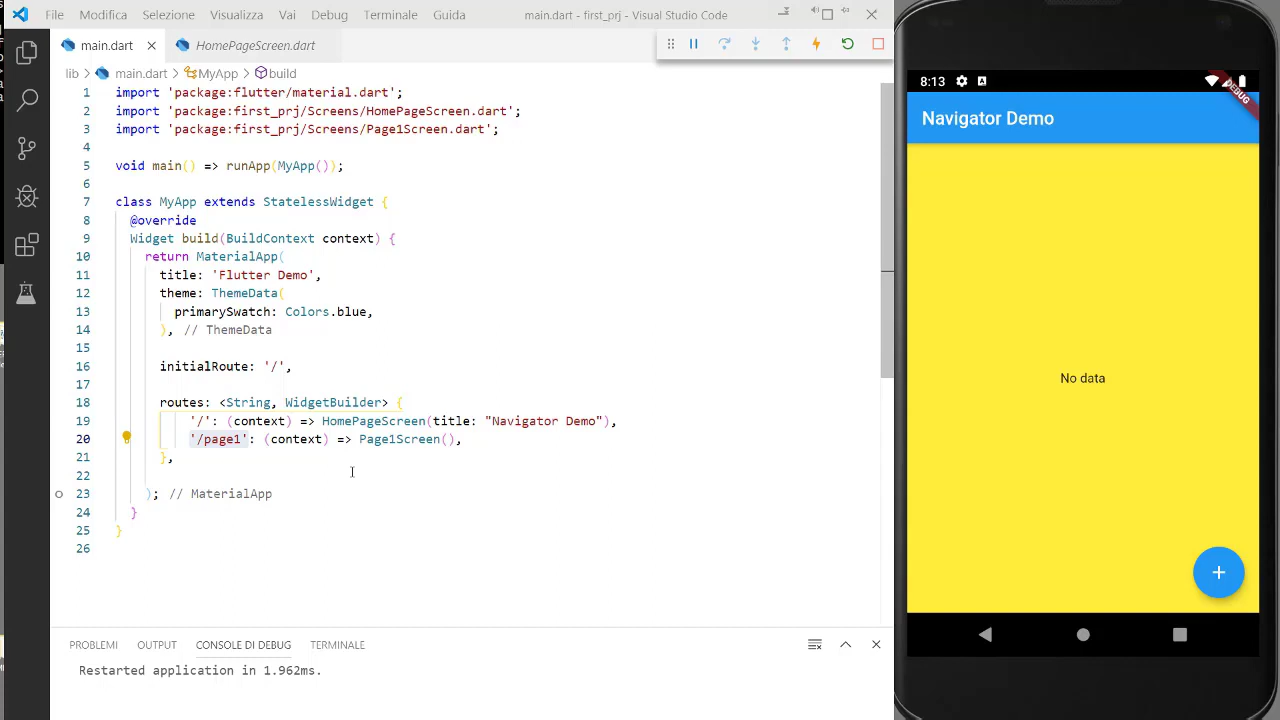 File Modifica Selezione Visualizza Vai Debug Terminale Guida main.dart - first_prj - Visual Studio Code
main.dart HomePageScreen.dart
lib main.dart MyApp build
1 import 'package:flutter/material.dart';
2 import 'package:first_prj/Screens/HomePageScreen.dart';
3 import 'package:first_prj/Screens/Page1Screen.dart';
4
5 void main() => runApp(MyApp());
6
7 class MyApp extends StatelessWidget {
8 @override
9 Widget build(BuildContext context) {
10 return MaterialApp(
11 title: 'Flutter Demo',
12 theme: ThemeData(
13 primarySwatch: Colors.blue,
14 ), // ThemeData
15
16 initialRoute: '/',
17
18 routes: <String, WidgetBuilder> {
19 '/': (context) => HomePageScreen(title: "Navigator Demo"),
20 '/page1': (context) => Page1Screen(),
21 },
22
23 ); // MaterialApp
24 }
25 }
26
PROBLEMI OUTPUT CONSOLE DI DEBUG TERMINALE
Restarted application in 1.962ms.
8:13
DEBUG
Navigator Demo
No data